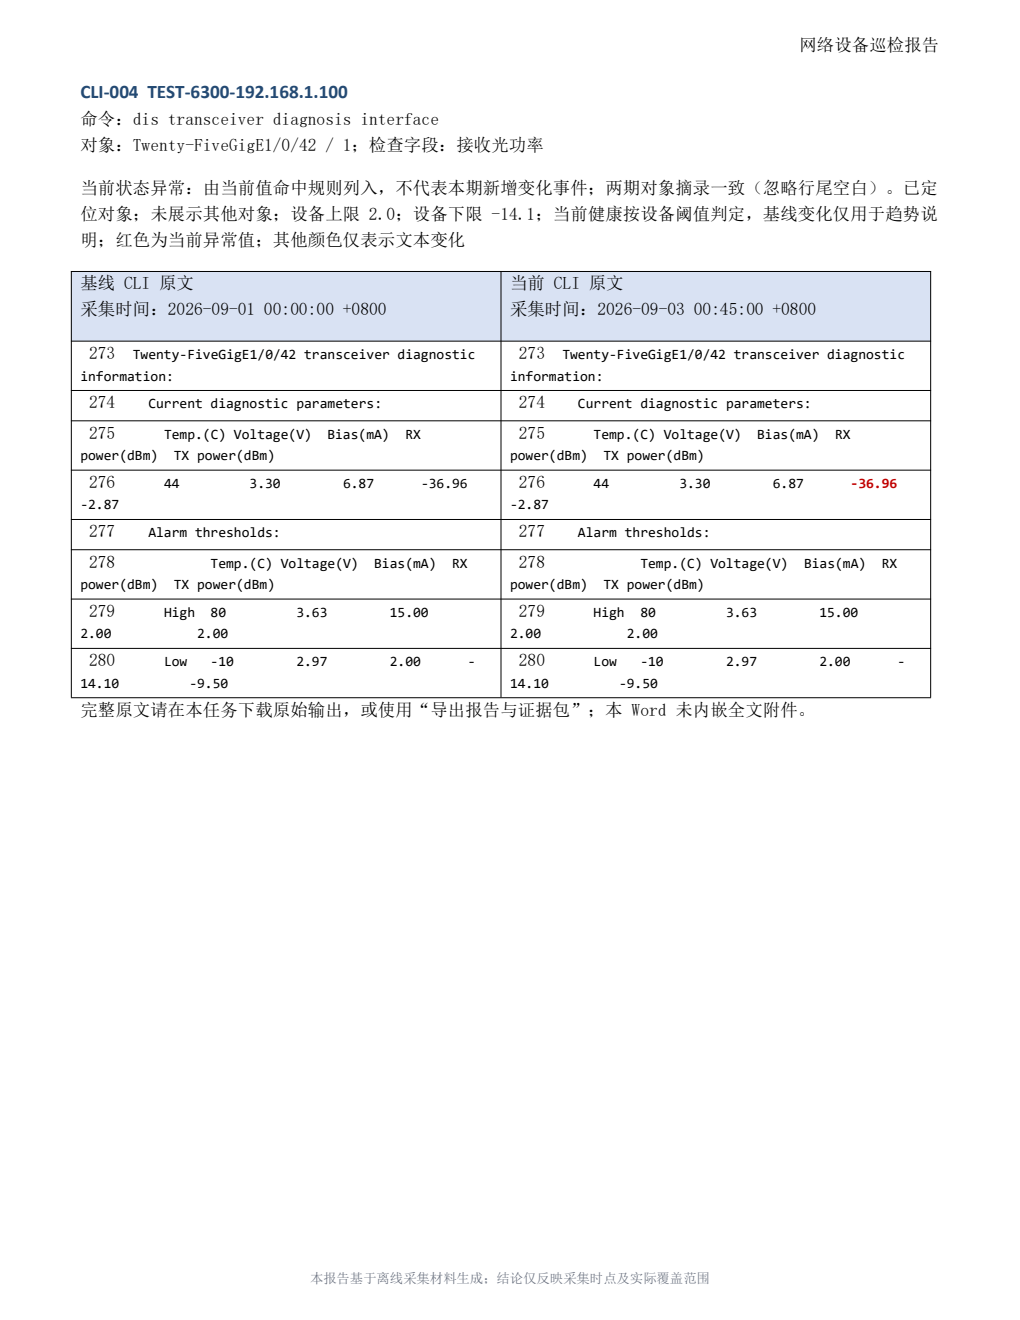 网络设备巡检报告
CLI-004 TEST-6300-192.168.1.100
命令：dis transceiver diagnosis interface
对象：Twenty-FiveGigE1/0/42 / 1；检查字段：接收光功率
当前状态异常：由当前值命中规则列入，不代表本期新增变化事件；两期对象摘录一致（忽略行尾空白）。已定
位对象；未展示其他对象；设备上限 2.0；设备下限 -14.1；当前健康按设备阈值判定，基线变化仅用于趋势说
明；红色为当前异常值；其他颜色仅表示文本变化
基线 CLI 原文
采集时间：2026-09-01 00:00:00 +0800
当前 CLI 原文
采集时间：2026-09-03 00:45:00 +0800
273 Twenty-FiveGigE1/0/42 transceiver diagnostic
information:
273 Twenty-FiveGigE1/0/42 transceiver diagnostic
information:
274 Current diagnostic parameters:
274 Current diagnostic parameters:
275 Temp.(C) Voltage(V) Bias(mA) RX
power(dBm) TX power(dBm)
275 Temp.(C) Voltage(V) Bias(mA) RX
power(dBm) TX power(dBm)
276 44 3.30 6.87 -36.96
-2.87
276 44 3.30 6.87 -36.96
-2.87
277 Alarm thresholds:
277 Alarm thresholds:
278 Temp.(C) Voltage(V) Bias(mA) RX
power(dBm) TX power(dBm)
278 Temp.(C) Voltage(V) Bias(mA) RX
power(dBm) TX power(dBm)
279 High 80 3.63 15.00
2.00 2.00
279 High 80 3.63 15.00
2.00 2.00
280 Low -10 2.97 2.00 -
14.10 -9.50
280 Low -10 2.97 2.00 -
14.10 -9.50
完整原文请在本任务下载原始输出，或使用“导出报告与证据包”；本 Word 未内嵌全文附件。
本报告基于离线采集材料生成；结论仅反映采集时点及实际覆盖范围